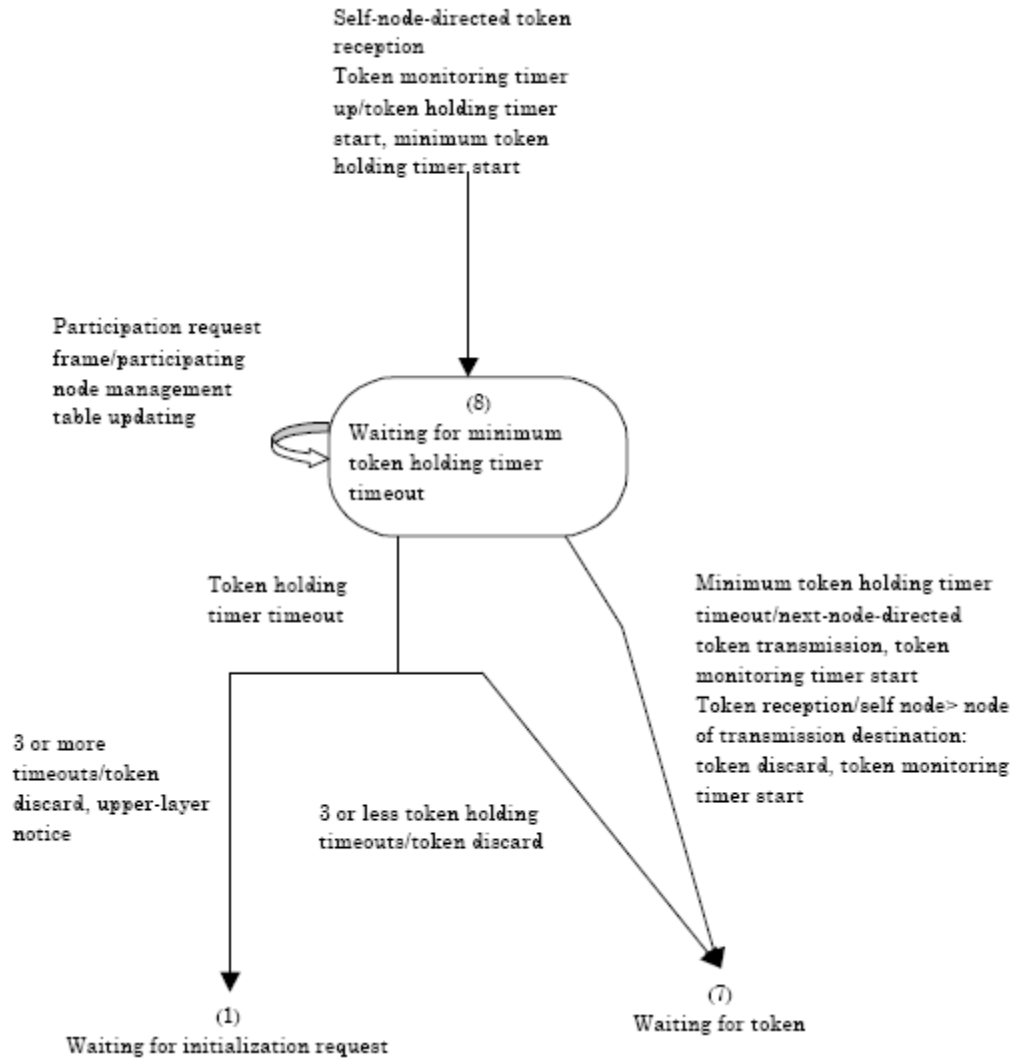 Self-node-directed token
reception
Token monitoring timer
up/token holding timer
start, minimum token
holding timer start
Participation request
frame/participating
node management
table updating
(8)
Waiting for minimum
token holding timer
timeout
Token holding
timer timeout
Minimum token holding timer
timeout/next-node-directed
token transmission, token
monitoring timer start
Token reception/self node> node
of transmission destination:
token discard, token monitoring
timer start
3 or more
timeouts/token
discard, upper-layer
notice
3 or less token holding
timeouts/token discard
(1)
Waiting for initialization request
(7)
Waiting for token